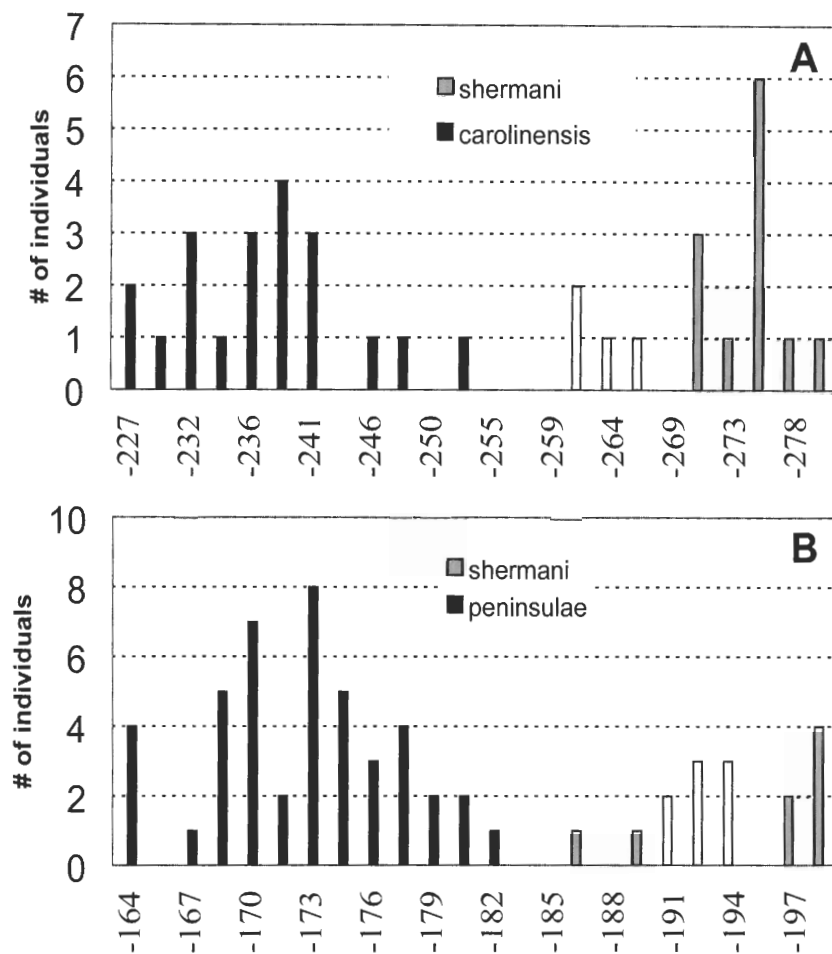 7
A
6
shermani
5
carolinensis
4
3
2
1
0
# of individuals
-227 -232 -236 -241 -246 -250 -255 -259 -264 -269 -273 -278
10
B
shermani
8
peninsulae
6
4
2
0
# of individuals
-164 -167 -170 -173 -176 -179 -182 -185 -188 -191 -194 -197